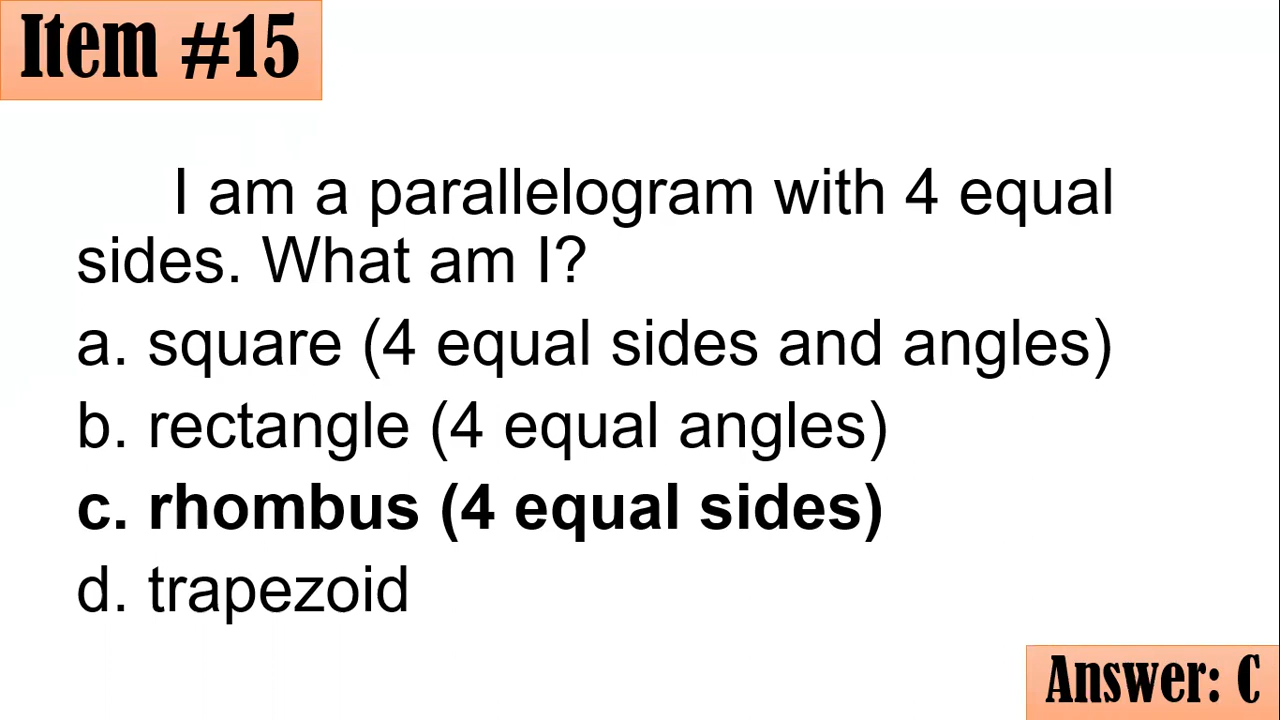 Item #15
I am a parallelogram with 4 equal
sides. What am I?
a. square (4 equal sides and angles)
b. rectangle (4 equal angles)
c. rhombus (4 equal sides)
d. trapezoid
Answer: C